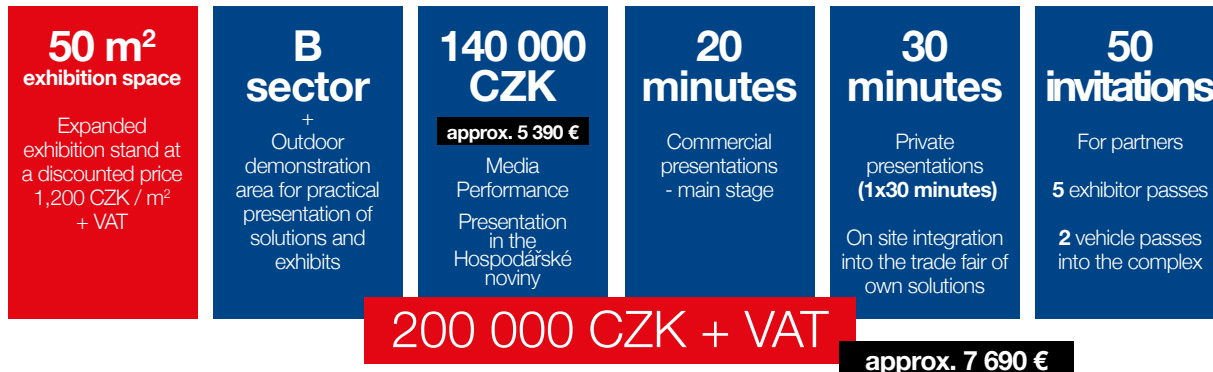 50 m²
exhibition space
Expanded
exhibition stand at
a discounted price
1,200 CZK / m²
+ VAT
B
sector
+
Outdoor
demonstration
area for practical
presentation of
solutions and
exhibits
140 000
CZK
approx. 5 390 €
Media
Performance
Presentation
in the
Hospodářské
noviny
20
minutes
Commercial
presentations
- main stage
30
minutes
Private
presentations
(1x30 minutes)
On site integration
into the trade fair of
own solutions
50
invitations
For partners
5 exhibitor passes
2 vehicle passes
into the complex
200 000 CZK + VAT
approx. 7 690 €